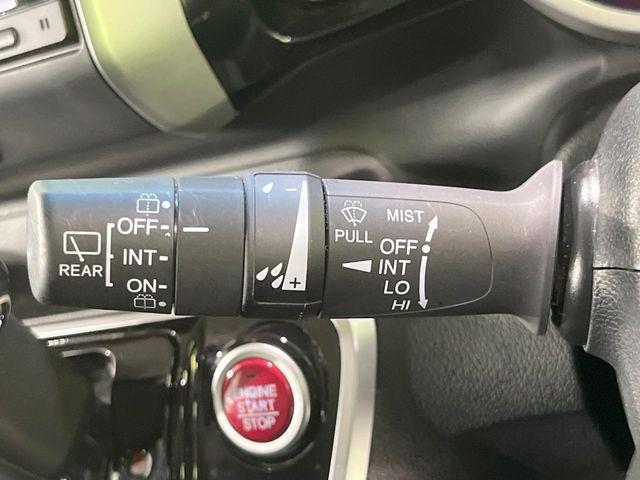 OFF
REAR
INT
ON
- 
+
PULL
MIST
OFF
INT
LO
HI
ENGINE
START
STOP